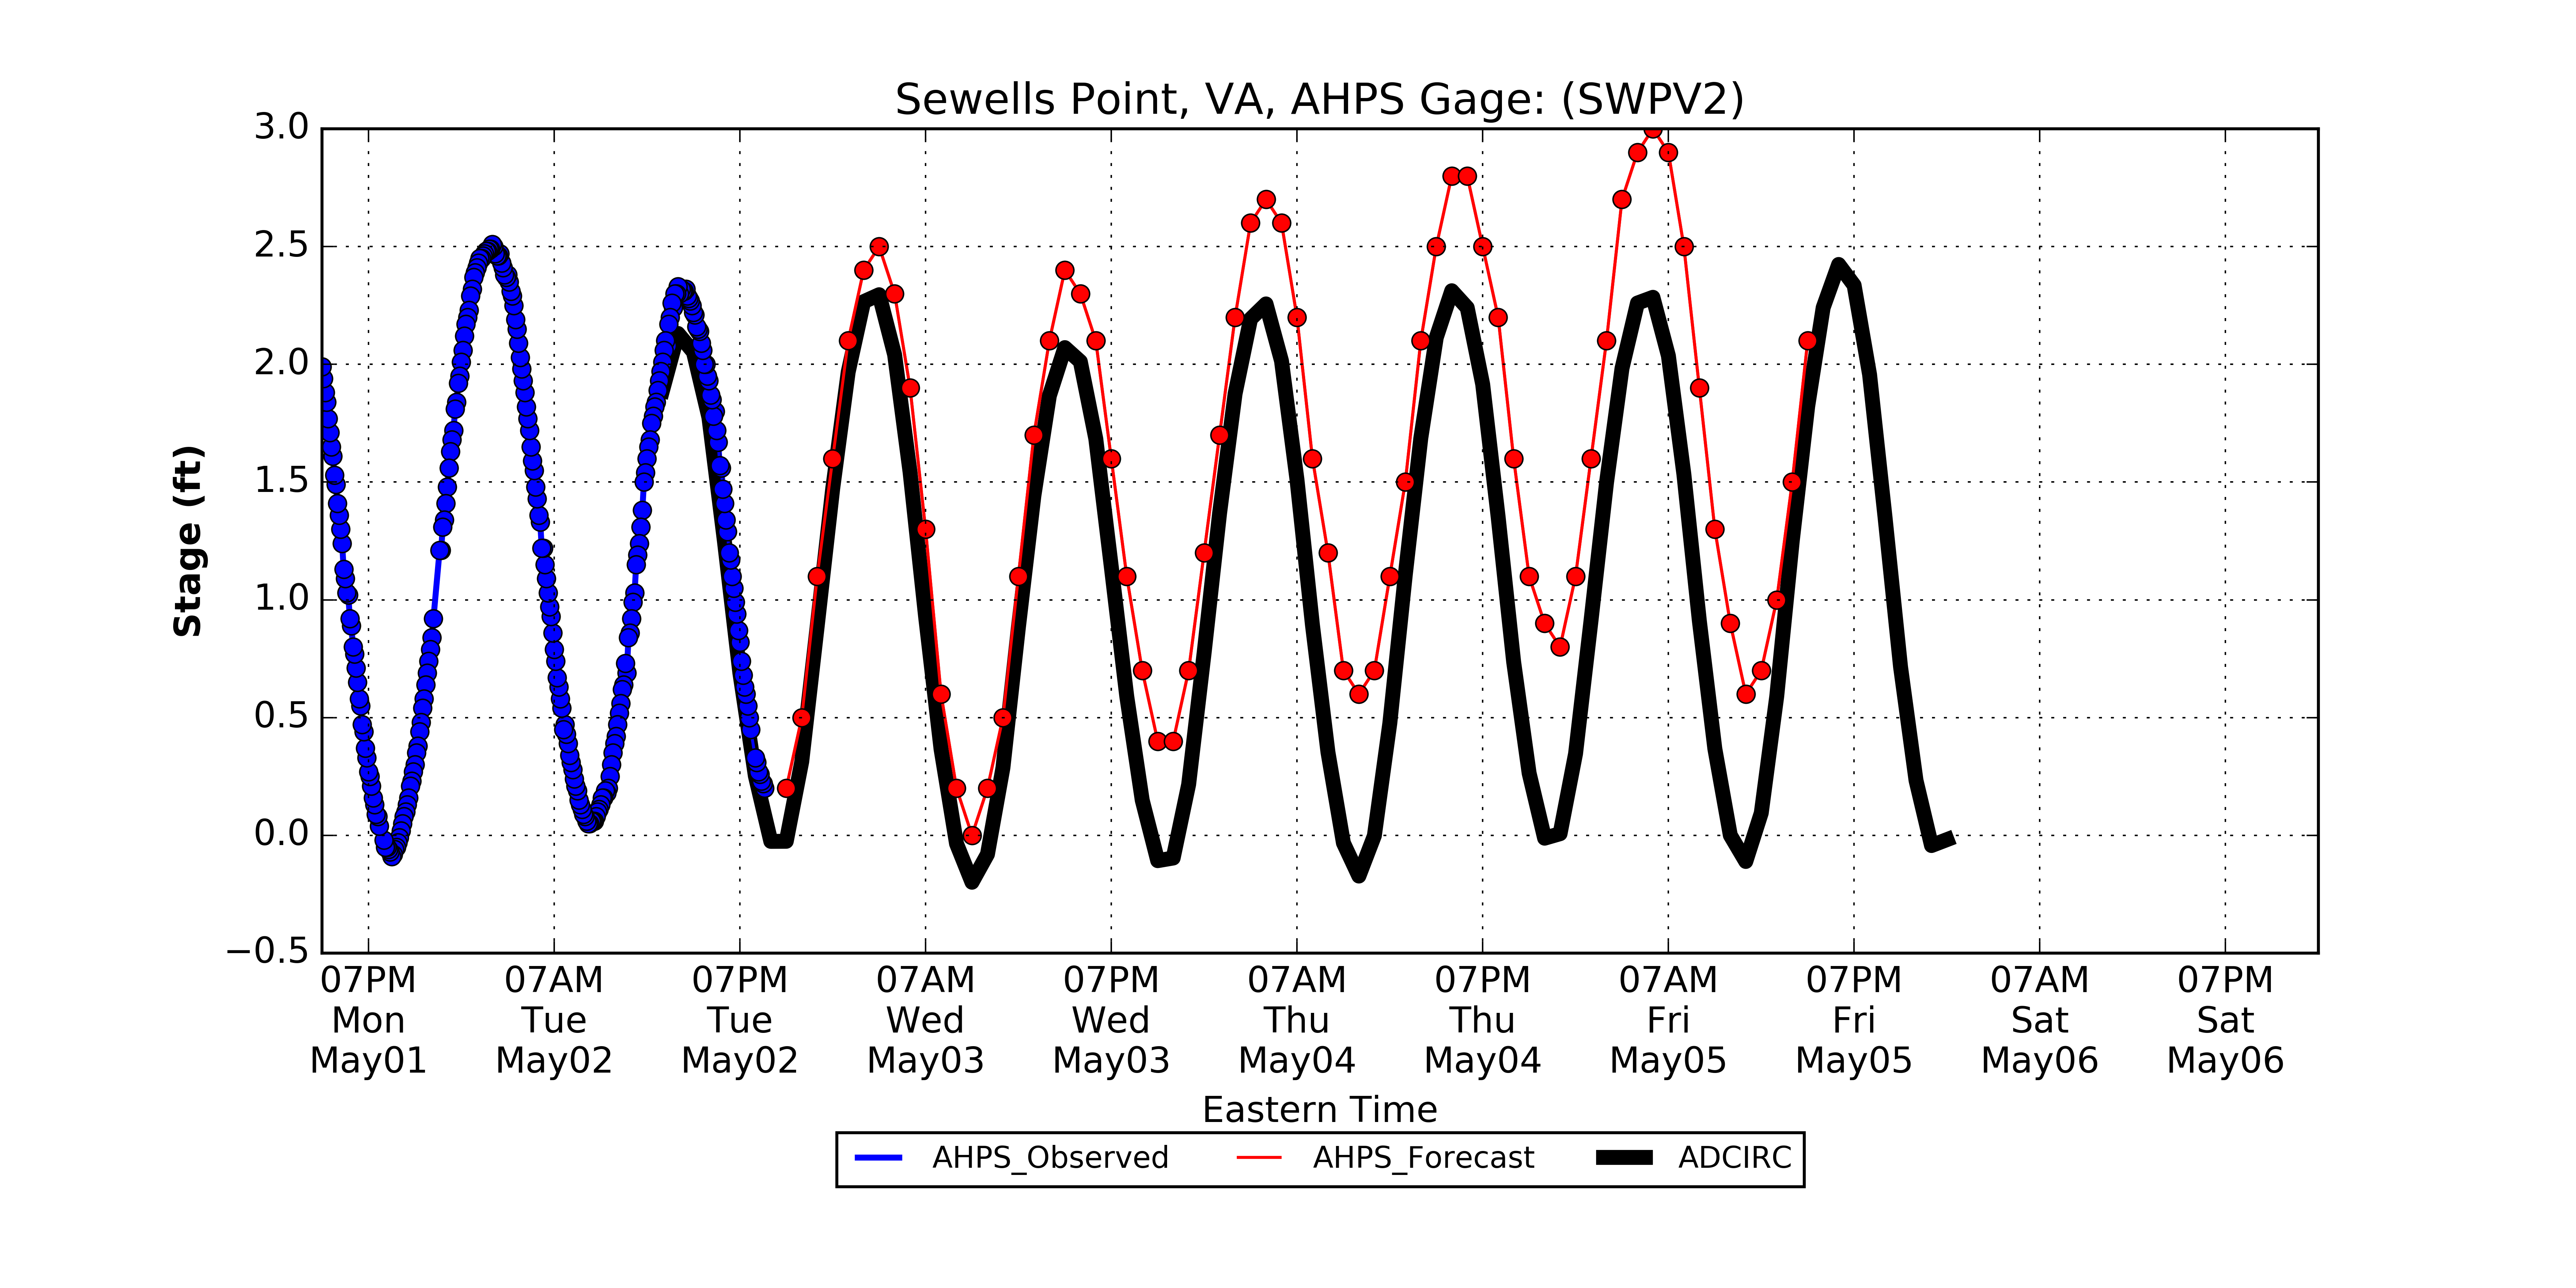 Sewells Point, VA, AHPS Gage: (SWPV2)
3.0
2.5
2.0
1.5
1.0
0.5
0.0
−0.5
Stage (ft)
07PM 07AM 07PM 07AM 07PM 07AM 07PM 07AM 07PM 07AM 07PM
Mon Tue Tue Wed Wed Thu Thu Fri Fri Sat Sat
May01 May02 May02 May03 May03 May04 May04 May05 May05 May06 May06
Eastern Time
AHPS_Observed AHPS_Forecast ADCIRC